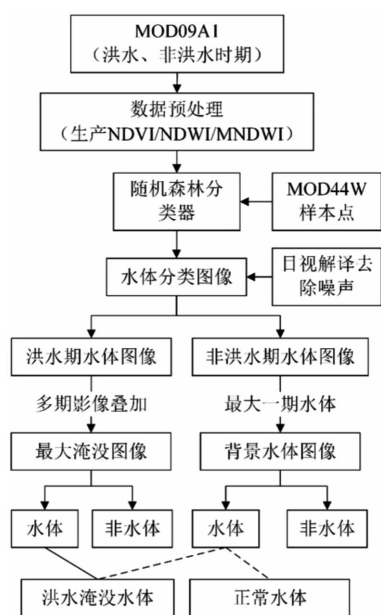 MOD09A1
（洪水、非洪水时期）
数据预处理
（生产NDVI/NDWI/MNDWI）
随机森林分
类器
MOD44W
样本点
水体分类图像
日视解译去
除噪声
洪水期水体图像
非洪水期水体图像
多期影像叠加
最大一期水体
最大淹没图像
背景水体图像
水体
非水体
水体
非水体
洪水淹没水体
正常水体